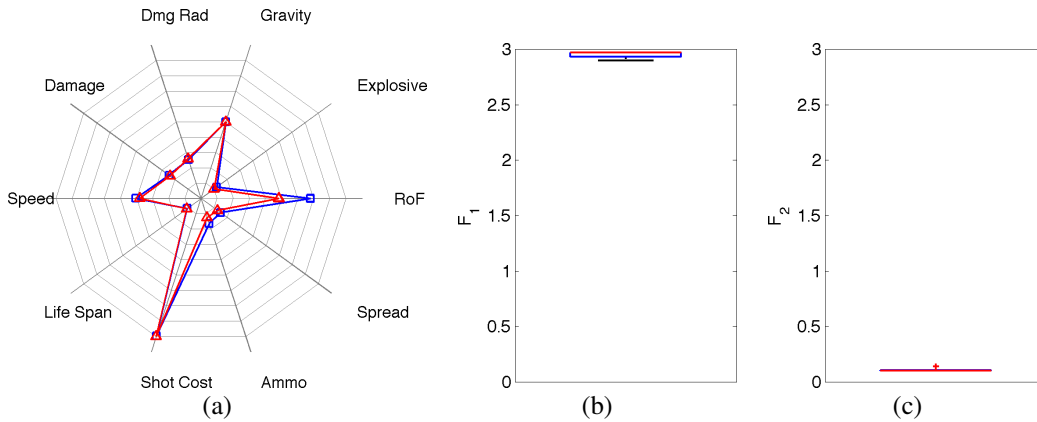 Dmg Rad
Gravity
Damage
Explosive
Speed
RoF
Life Span
Spread
Shot Cost
Ammo
(a)
3
2.5
2
1.5
1
0.5
0
F1
(b)
3
2.5
2
1.5
1
0.5
0
F2
(c)